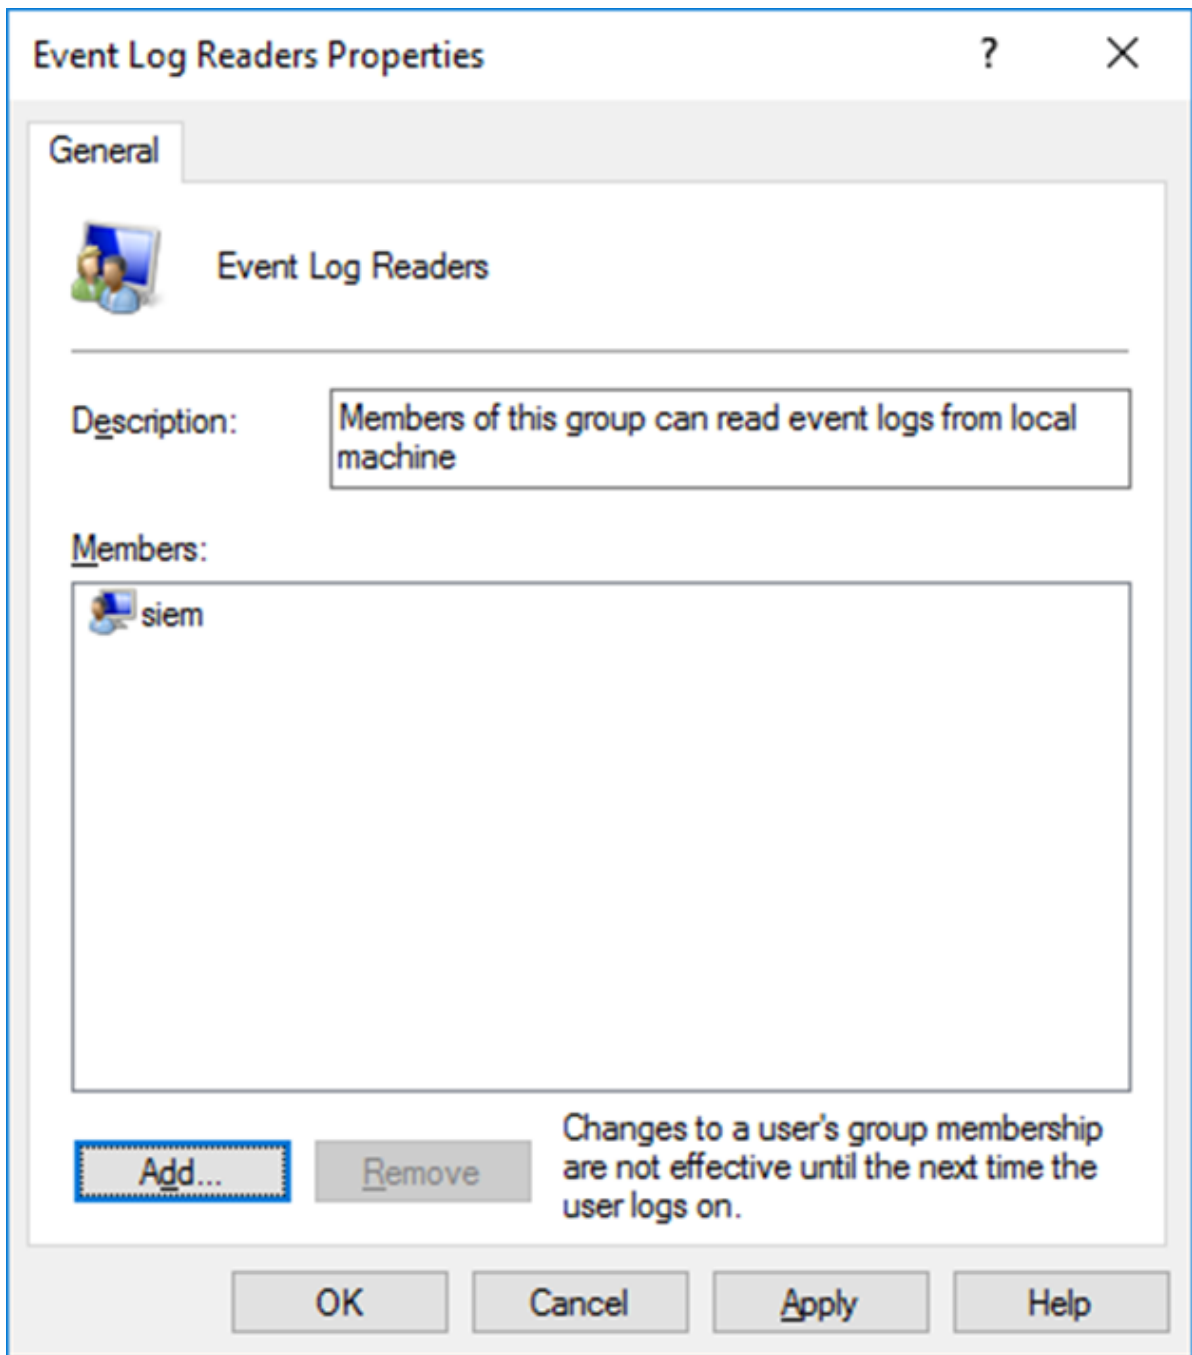 Event Log Readers Properties ?
General
Event Log Readers
Description:
Members of this group can read event logs from local
machine
Members:
siem
Add...
Remove
Changes to a user's group membership
are not effective until the next time the
user logs on.
OK
Cancel
Apply
Help